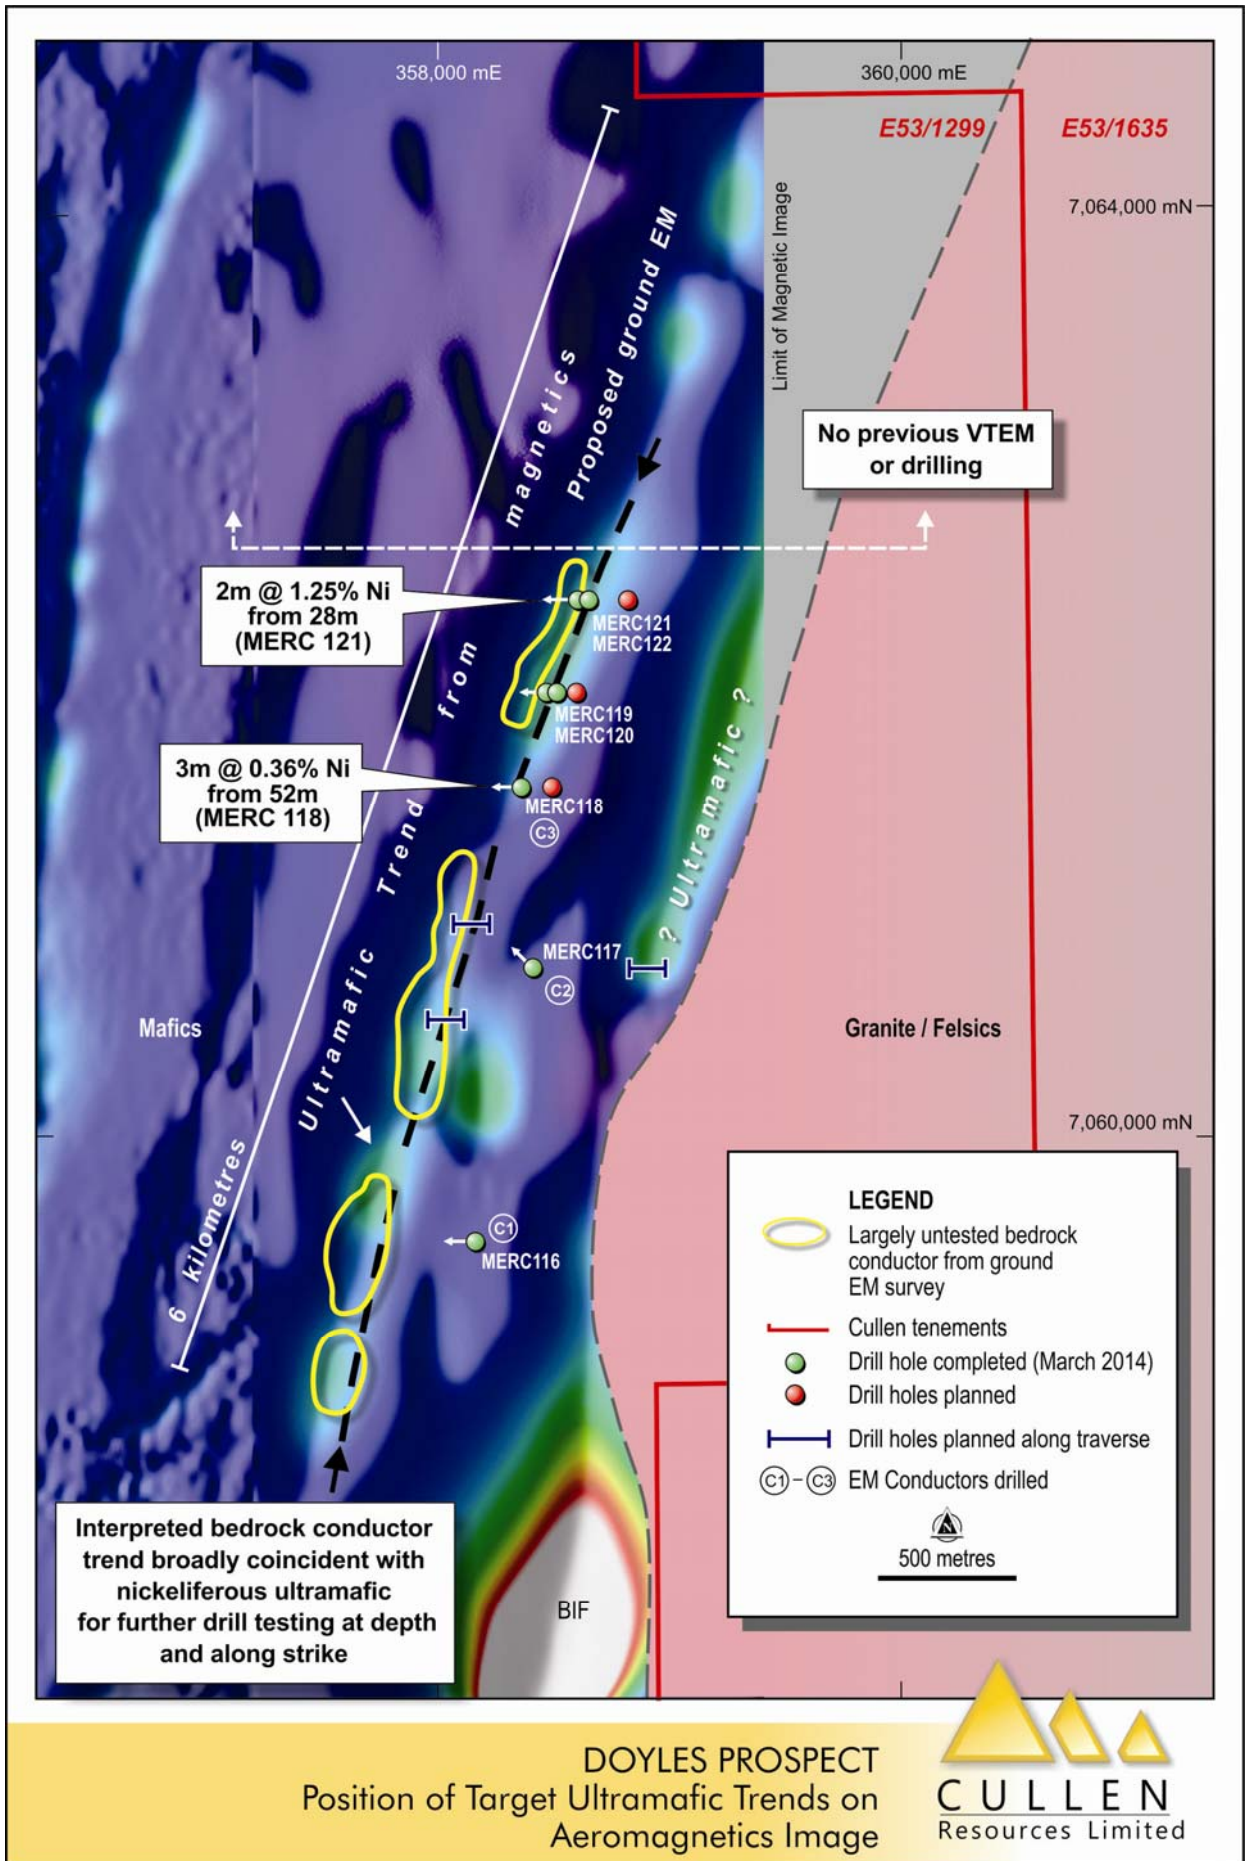 358,000 mE
360,000 mE
E53/1299
E53/1635
7,064,000 mN
Limit of Magnetic Image
Proposed ground EM
6 kilometres
Ultramafic Trend from magnetics
No previous VTEM
or drilling
2m @ 1.25% Ni
from 28m
(MERC 121)
MERC121
MERC122
MERC119
MERC120
3m @ 0.36% Ni
from 52m
(MERC 118)
MERC118
C3
? Ultramafic ?
MERC117
C2
Mafics
Granite / Felsics
7,060,000 mN
C1
MERC116
LEGEND
Largely untested bedrock
conductor from ground
EM survey
Cullen tenements
Drill hole completed (March 2014)
Drill holes planned
Drill holes planned along traverse
C1 – C3 EM Conductors drilled
N
500 metres
Interpreted bedrock conductor
trend broadly coincident with
nickeliferous ultramafic
for further drill testing at depth
and along strike
BIF
DOYLES PROSPECT
Position of Target Ultramafic Trends on
Aeromagnetics Image
CULLEN
Resources Limited